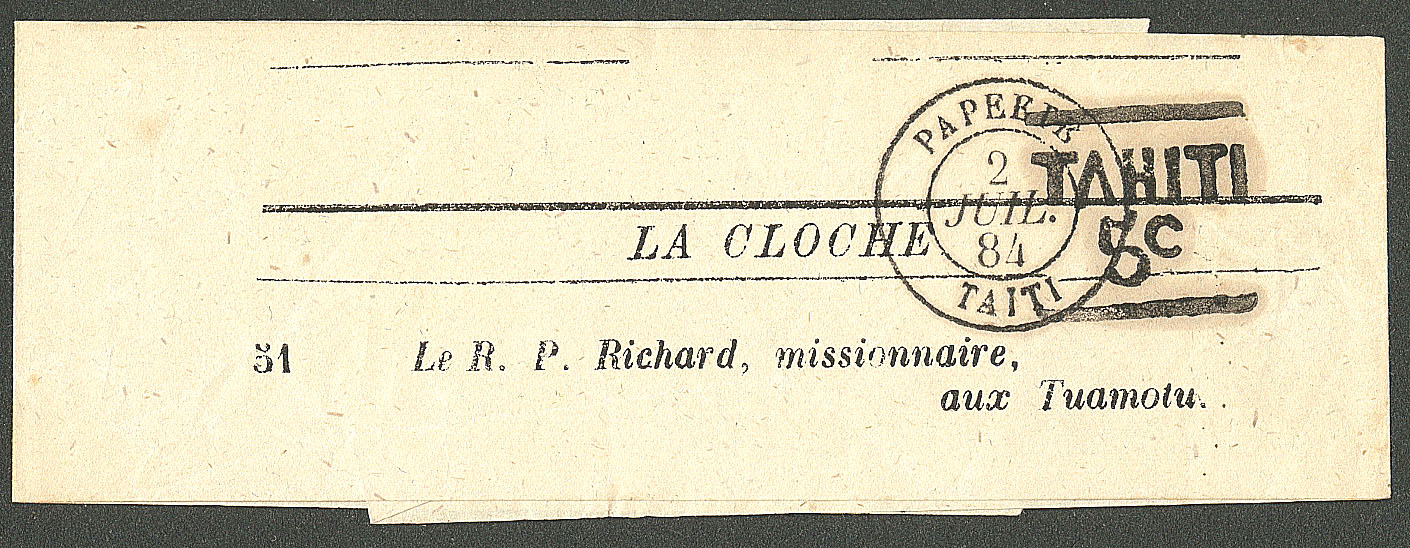 PAPEETE
2
JUIL.
84
TAITI
TAHITI
5c
LA CLOCHE
51 Le R. P. Richard, missionnaire,
aux Tuamotu.